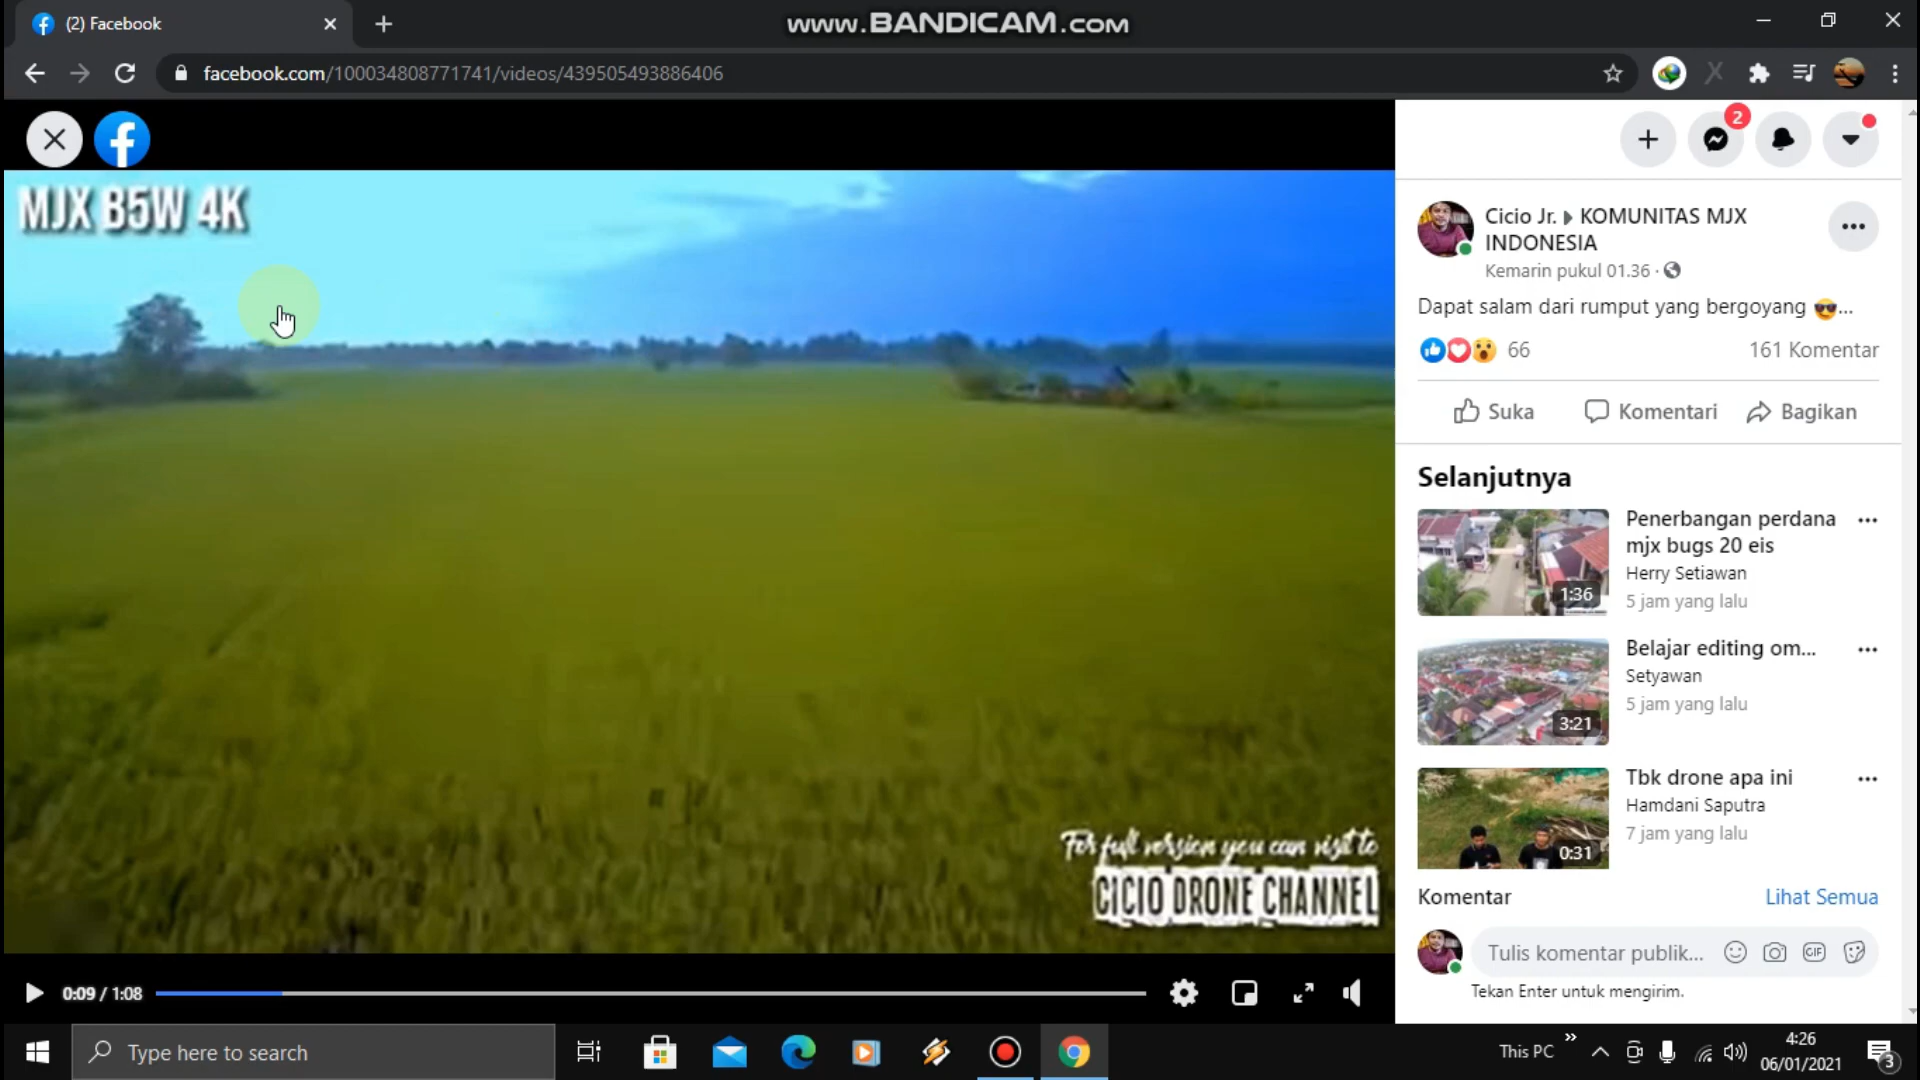 (2) Facebook
www.BANDICAM.com
facebook.com/100034808771741/videos/439505493886406
2
MJX B5W 4K
Cicio Jr. ▸ KOMUNITAS MJX
INDONESIA
Kemarin pukul 01.36 ·
Dapat salam dari rumput yang bergoyang 😎...
66
161 Komentar
Suka
Komentari
Bagikan
Selanjutnya
Penerbangan perdana
mjx bugs 20 eis
Herry Setiawan
5 jam yang lalu
1:36
Belajar editing om...
Setyawan
5 jam yang lalu
3:21
Tbk drone apa ini
Hamdani Saputra
7 jam yang lalu
0:31
For full version you can visit to
CICIO DRONE CHANNEL
Komentar
Lihat Semua
Tulis komentar publik...
GIF
Tekan Enter untuk mengirim.
0:09 / 1:08
Type here to search
This PC
4:26
06/01/2021
3